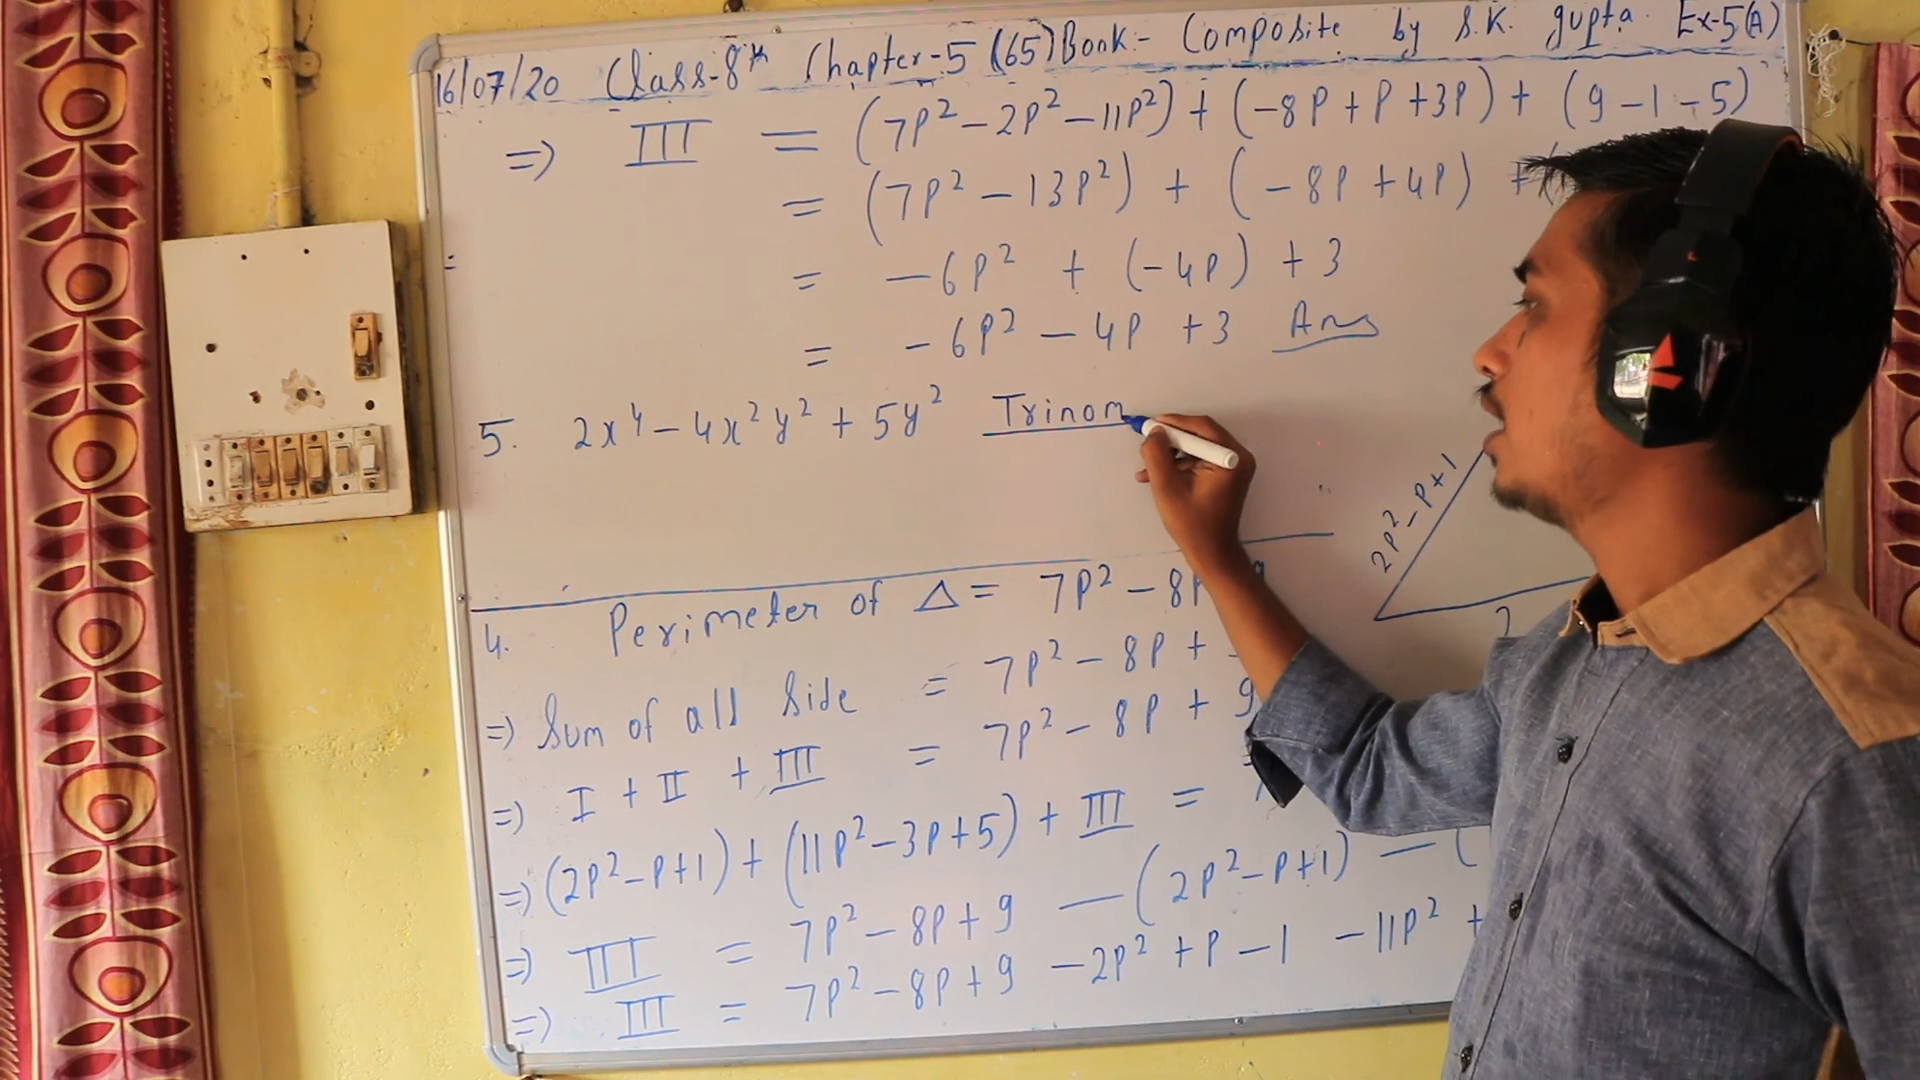 16/07/20 Class-8th Chapter-5 (65) Book:- Composite by S.K. gupta. Ex-5(A)
=> III = (7p² - 2p² - 11p²) + (-8p + p + 3p) + (9 - 1 - 5)
= (7p² - 13p²) + (-8p + 4p) + (
= -6p² + (-4p) + 3
= -6p² - 4p + 3 Ans
5. 2x⁴ - 4x²y² + 5y² Trinom
2p² - p + 1
?
4. Perimeter of Δ = 7p² - 8p
=> Sum of all side = 7p² - 8p +
=> I + II + III = 7p² - 8p + 9
=> (2p² - p + 1) + (11p² - 3p + 5) + III =
=> III = 7p² - 8p + 9 - (2p² - p + 1) - (
=> III = 7p² - 8p + 9 - 2p² + p - 1 - 11p² +